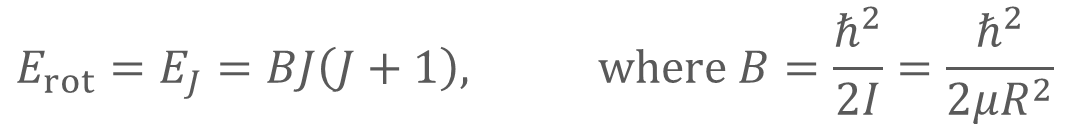 E_rot = E_J = BJ(J + 1), where B = ℏ²/2I = ℏ²/2μR²